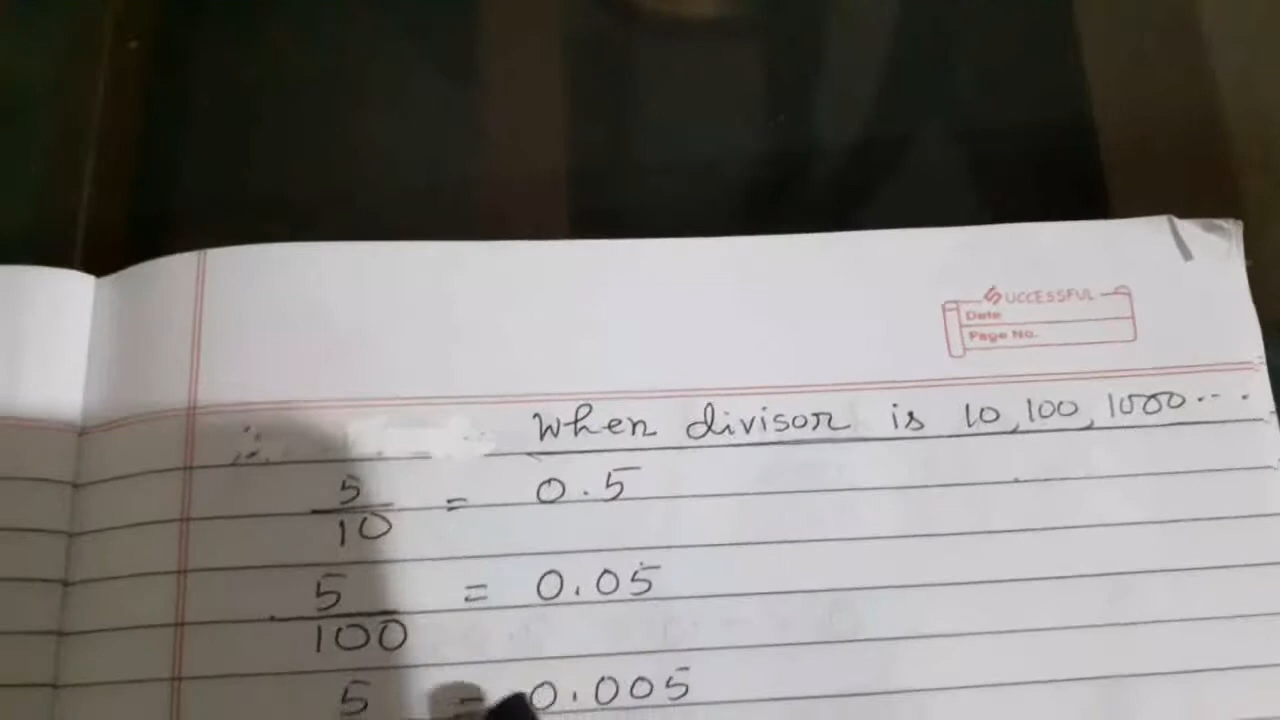 SUCCESSFUL
Date
Page No.
∴ When divisor is 10, 100, 1000...
5/10 = 0.5
5/100 = 0.05
5 = 0.005